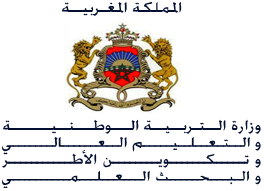 المملكة المغربية
وزارة التربية الوطنية
والتعليم العالي
وتكوين الأطر
والبحث العلمي